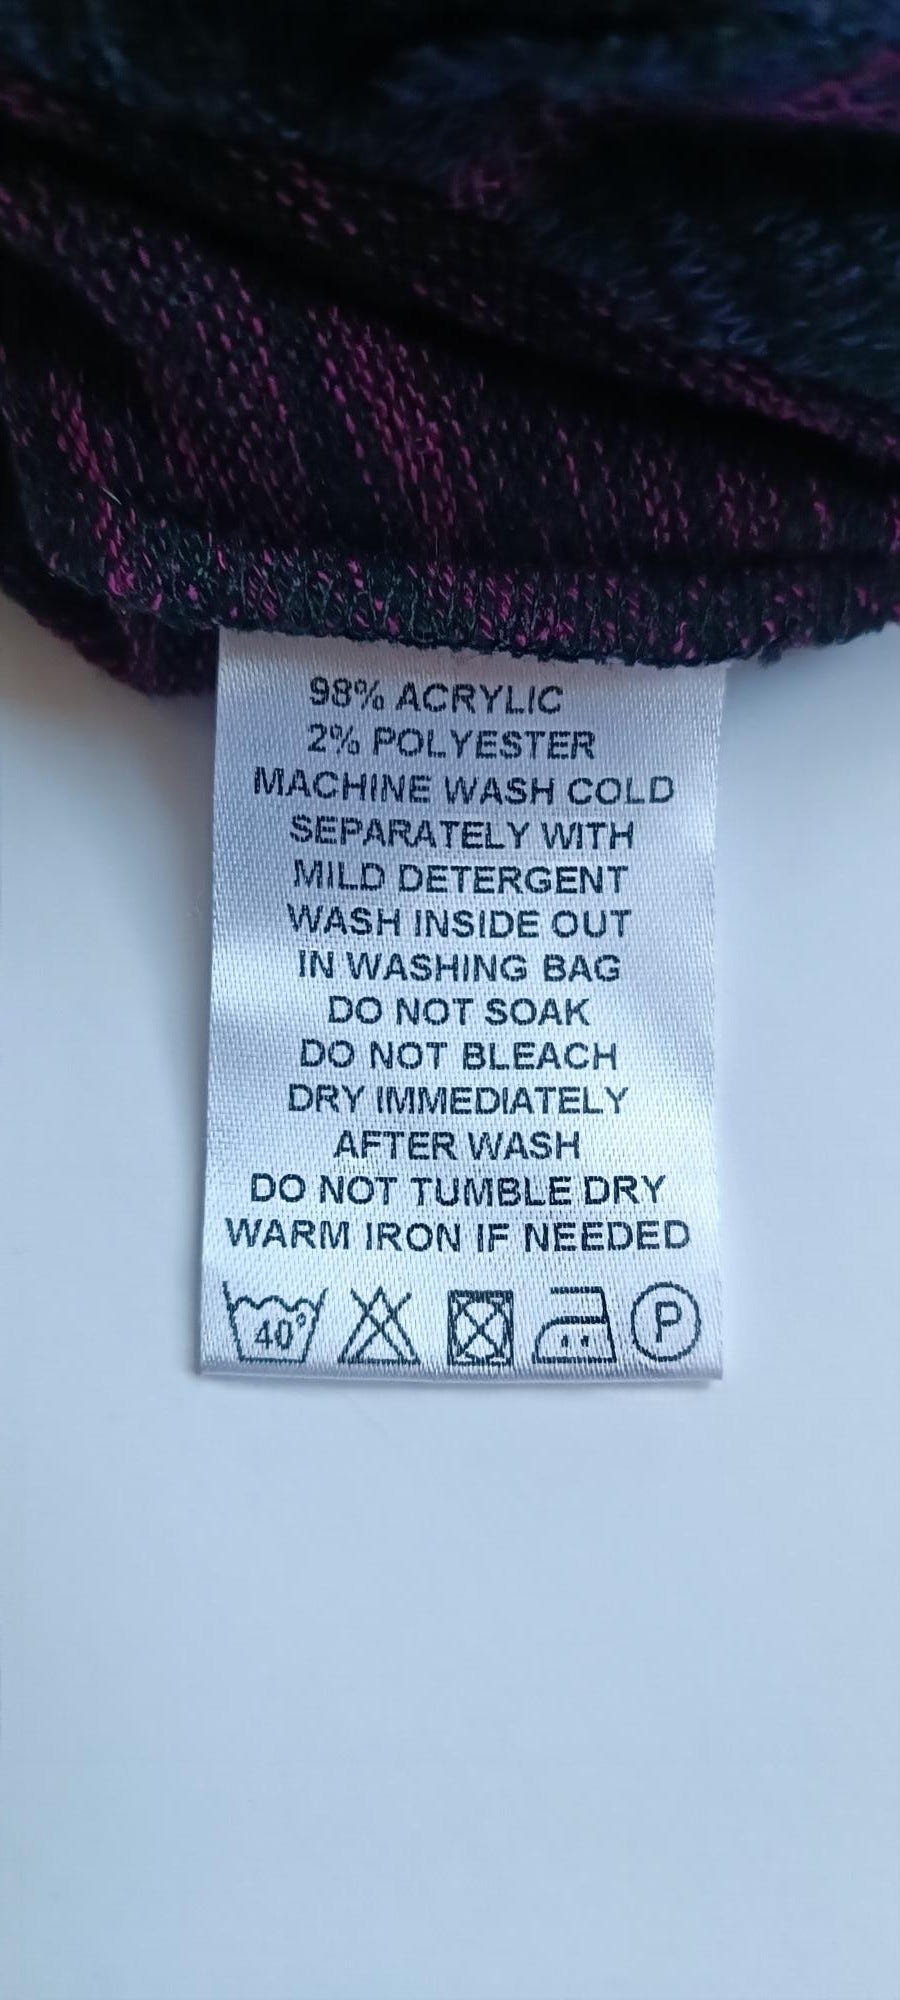 98% ACRYLIC
2% POLYESTER
MACHINE WASH COLD
SEPARATELY WITH
MILD DETERGENT
WASH INSIDE OUT
IN WASHING BAG
DO NOT SOAK
DO NOT BLEACH
DRY IMMEDIATELY
AFTER WASH
DO NOT TUMBLE DRY
WARM IRON IF NEEDED
40° P